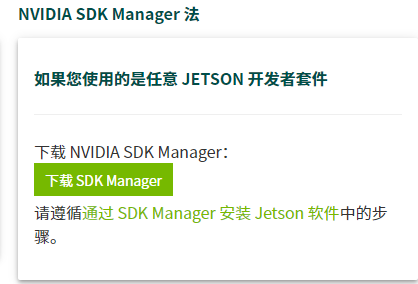 NVIDIA SDK Manager 法
如果您使用的是任意 JETSON 开发者套件
下载 NVIDIA SDK Manager：
下载 SDK Manager
请遵循通过 SDK Manager 安装 Jetson 软件中的步
骤。